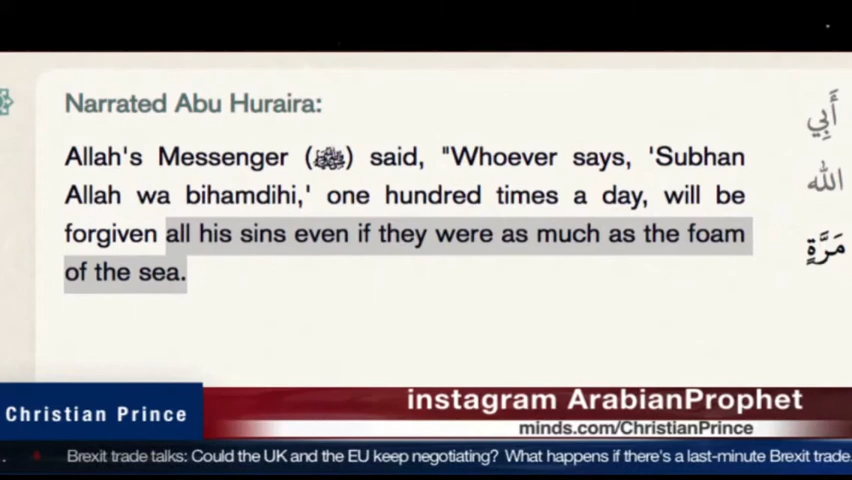 Narrated Abu Huraira:
Allah's Messenger (ﷺ) said, "Whoever says, 'Subhan
Allah wa bihamdihi,' one hundred times a day, will be
forgiven all his sins even if they were as much as the foam
of the sea.
أَبِي
الله
مَرَّةٍ
instagram ArabianProphet
Christian Prince
minds.com/ChristianPrince
Brexit trade talks: Could the UK and the EU keep negotiating? What happens if there's a last-minute Brexit trade